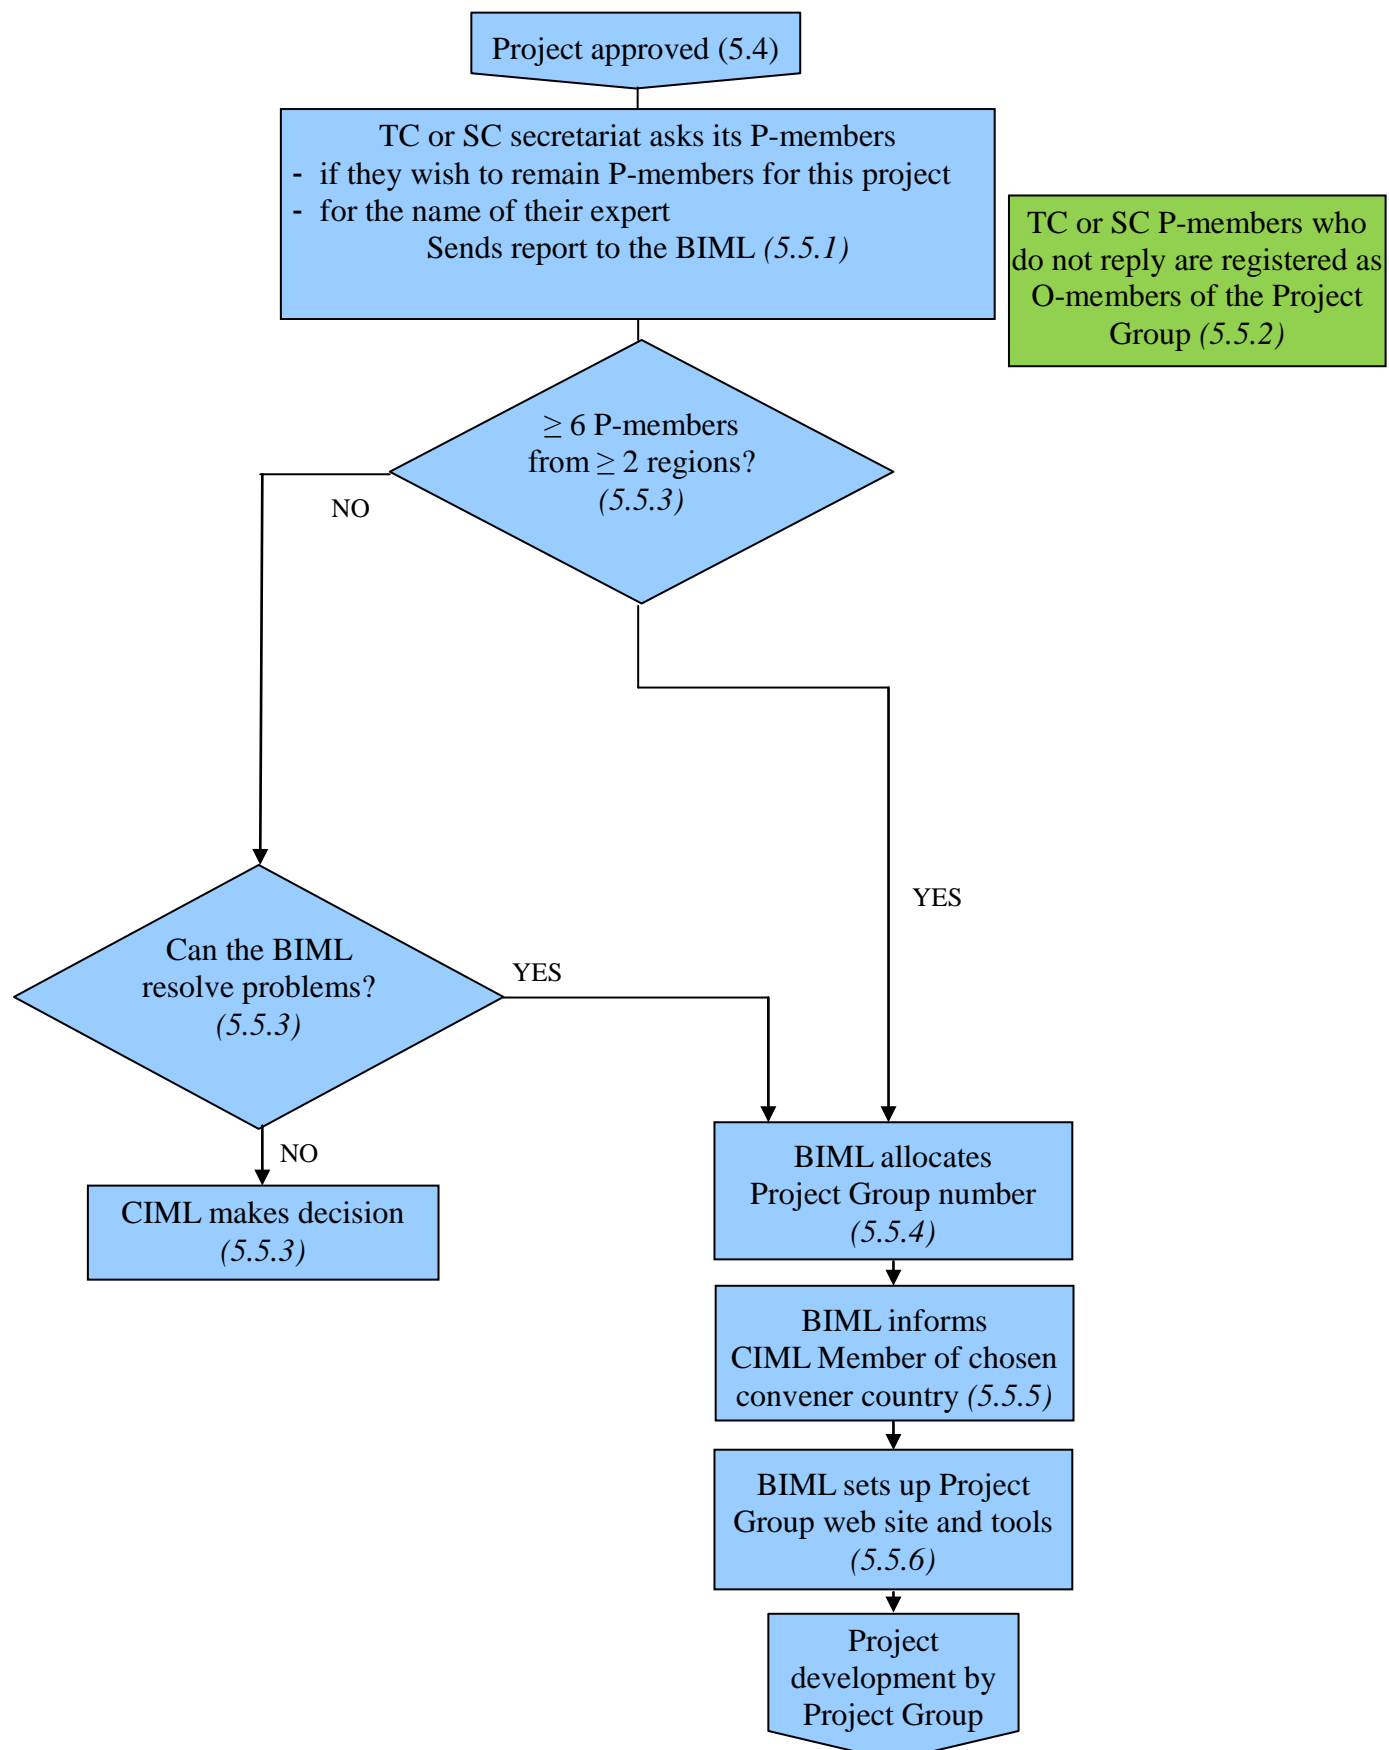 Project approved (5.4)
TC or SC secretariat asks its P-members
- if they wish to remain P-members for this project
- for the name of their expert
Sends report to the BIML (5.5.1)
TC or SC P-members who
do not reply are registered as
O-members of the Project
Group (5.5.2)
≥ 6 P-members
from ≥ 2 regions?
(5.5.3)
NO
YES
Can the BIML
resolve problems?
(5.5.3)
YES
NO
CIML makes decision
(5.5.3)
BIML allocates
Project Group number
(5.5.4)
BIML informs
CIML Member of chosen
convener country (5.5.5)
BIML sets up Project
Group web site and tools
(5.5.6)
Project
development by
Project Group